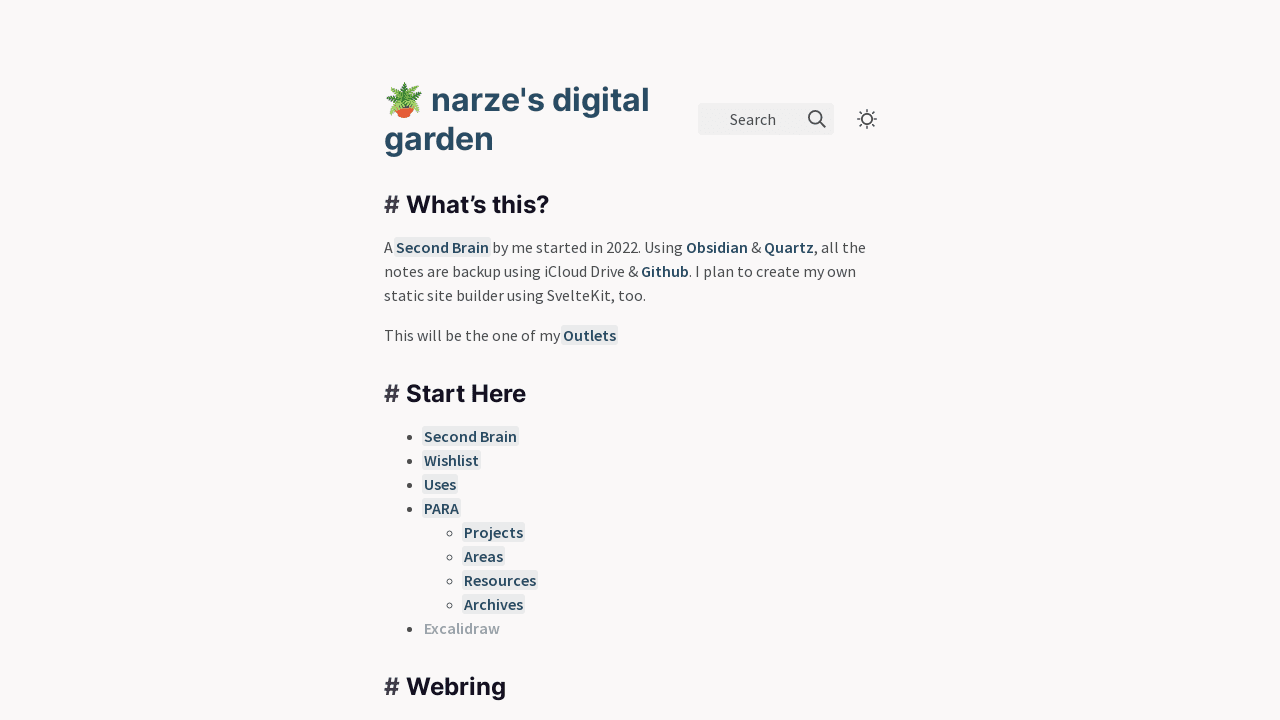 🪴 narze's digital
garden
Search
# What’s this?
A Second Brain by me started in 2022. Using Obsidian & Quartz, all the
notes are backup using iCloud Drive & Github. I plan to create my own
static site builder using SvelteKit, too.
This will be the one of my Outlets
# Start Here
Second Brain
Wishlist
Uses
PARA
Projects
Areas
Resources
Archives
Excalidraw
# Webring